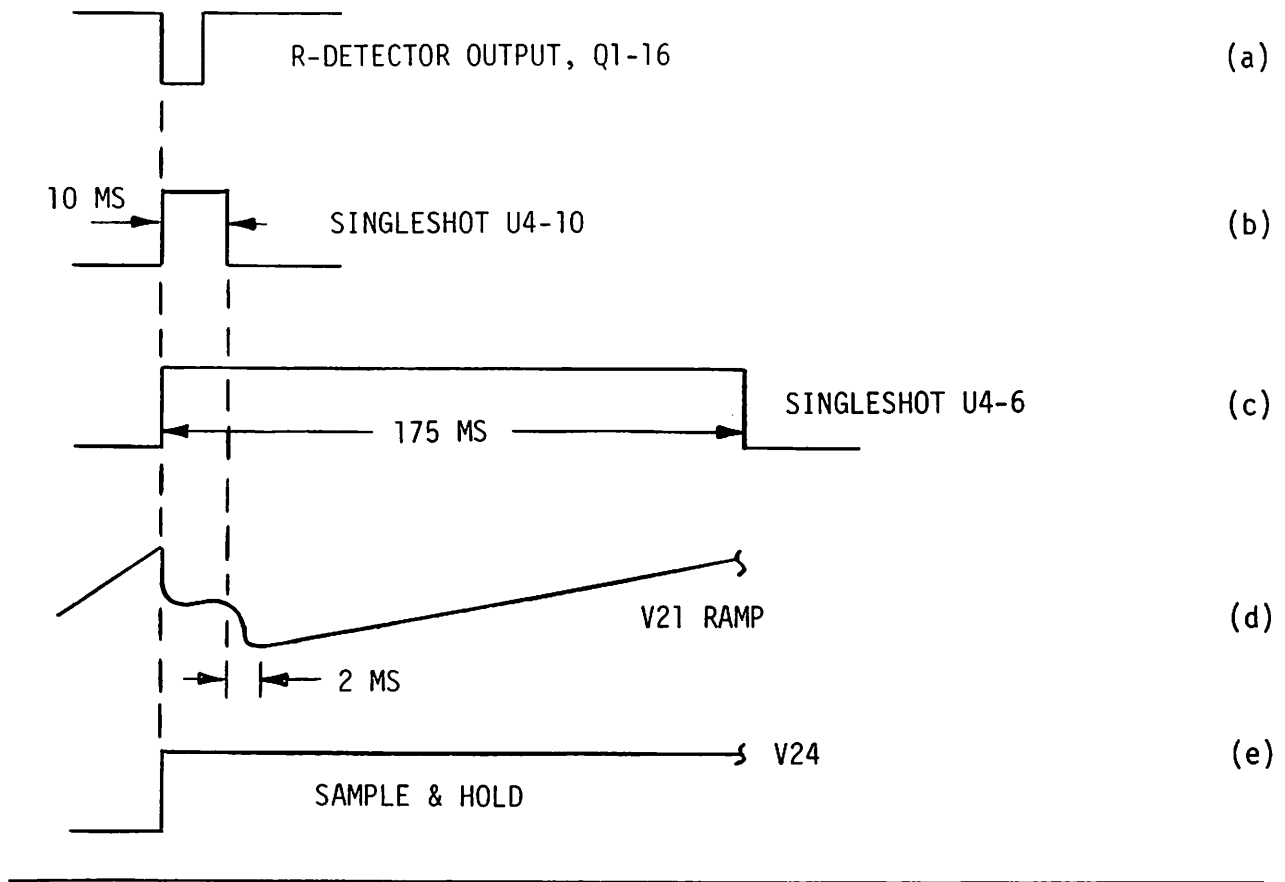 R-DETECTOR OUTPUT, Q1-16 (a)
10 MS
SINGLESHOT U4-10 (b)
SINGLESHOT U4-6 (c)
175 MS
V21 RAMP (d)
2 MS
V24 (e)
SAMPLE & HOLD